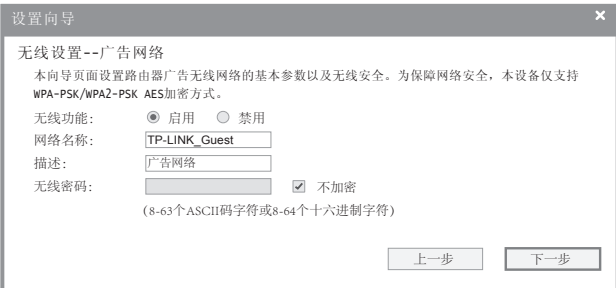 设置向导
无线设置--广告网络
本向导页面设置路由器广告无线网络的基本参数以及无线安全。为保障网络安全，本设备仅支持
WPA-PSK/WPA2-PSK AES加密方式。
无线功能: 启用 禁用
网络名称: TP-LINK_Guest
描述: 广告网络
无线密码: 不加密
(8-63个ASCII码字符或8-64个十六进制字符)
上一步 下一步